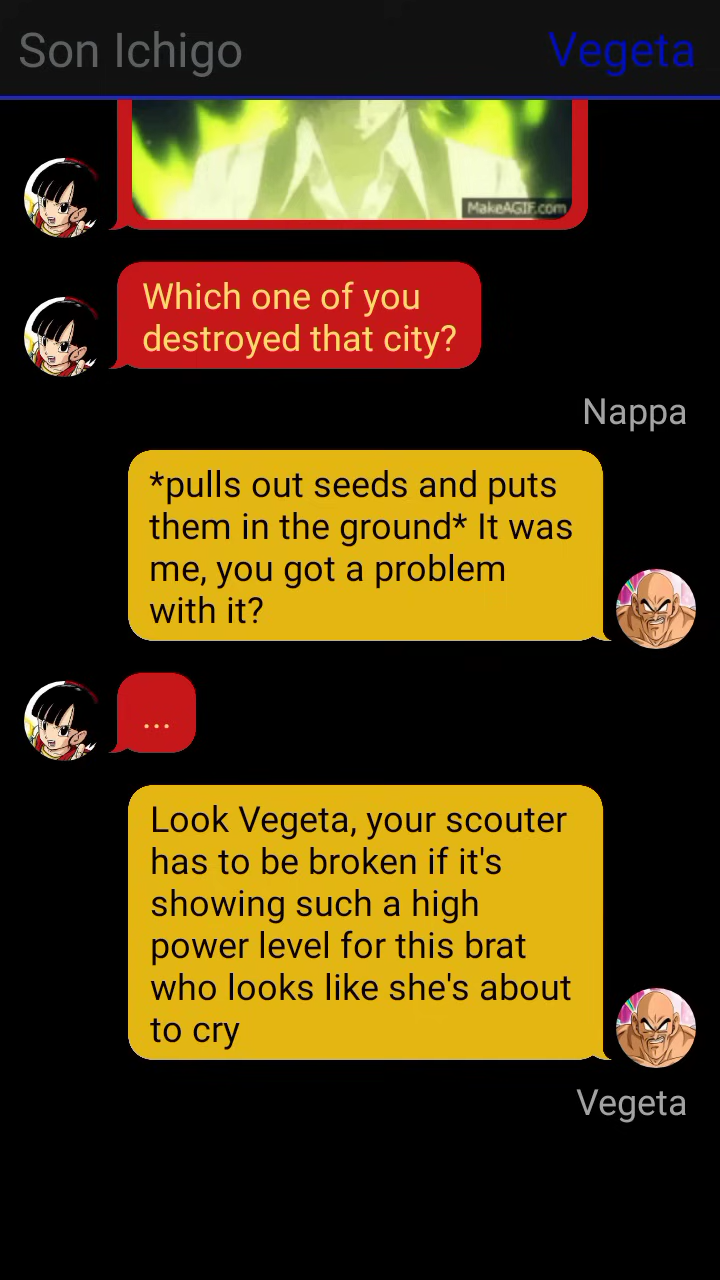 Son Ichigo
Vegeta
MakeAGIF.com
Which one of you
destroyed that city?
Nappa
*pulls out seeds and puts
them in the ground* It was
me, you got a problem
with it?
...
Look Vegeta, your scouter
has to be broken if it's
showing such a high
power level for this brat
who looks like she's about
to cry
Vegeta